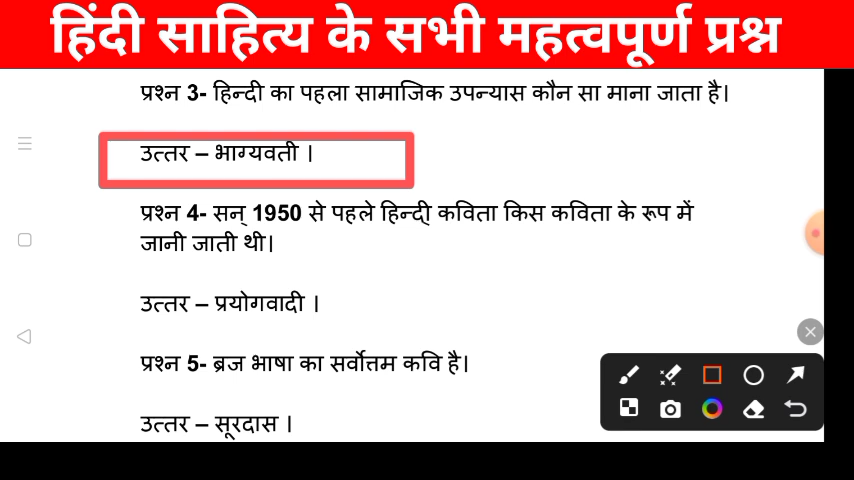 हिंदी साहित्य के सभी महत्वपूर्ण प्रश्न
प्रश्न 3- हिन्दी का पहला सामाजिक उपन्यास कौन सा माना जाता है।
उत्तर – भाग्यवती ।
प्रश्न 4- सन् 1950 से पहले हिन्दी् कविता किस कविता के रूप में
जानी जाती थी।
उत्तर – प्रयोगवादी ।
प्रश्न 5- ब्रज भाषा का सर्वोत्तम कवि है।
उत्तर – सूरदास ।